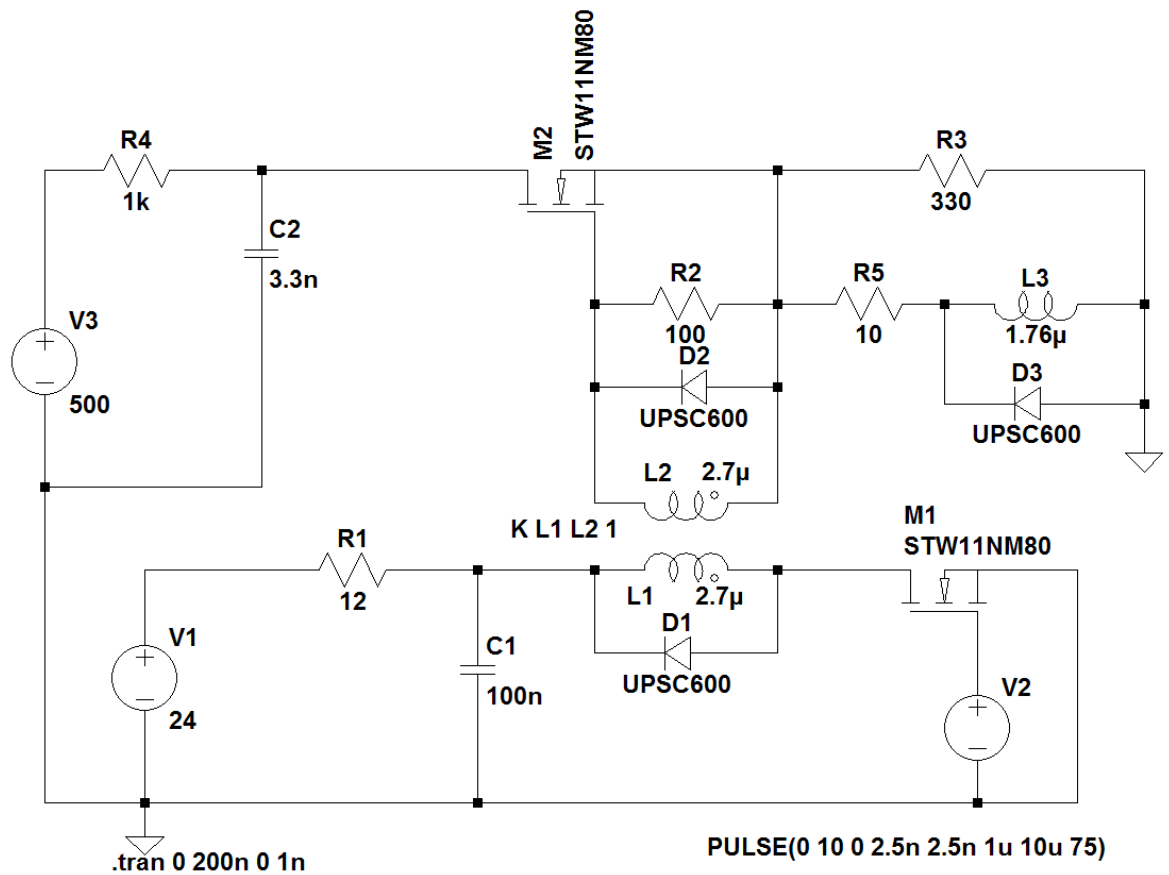 M2
STW11NM80
R4
1k
R3
330
C2
3.3n
R2
100
R5
10
L3
1.76µ
V3
500
D2
UPSC600
D3
UPSC600
L2
2.7µ
K L1 L2 1
M1
STW11NM80
R1
12
L1
2.7µ
D1
UPSC600
V1
24
C1
100n
V2
.tran 0 200n 0 1n
PULSE(0 10 0 2.5n 2.5n 1u 10u 75)